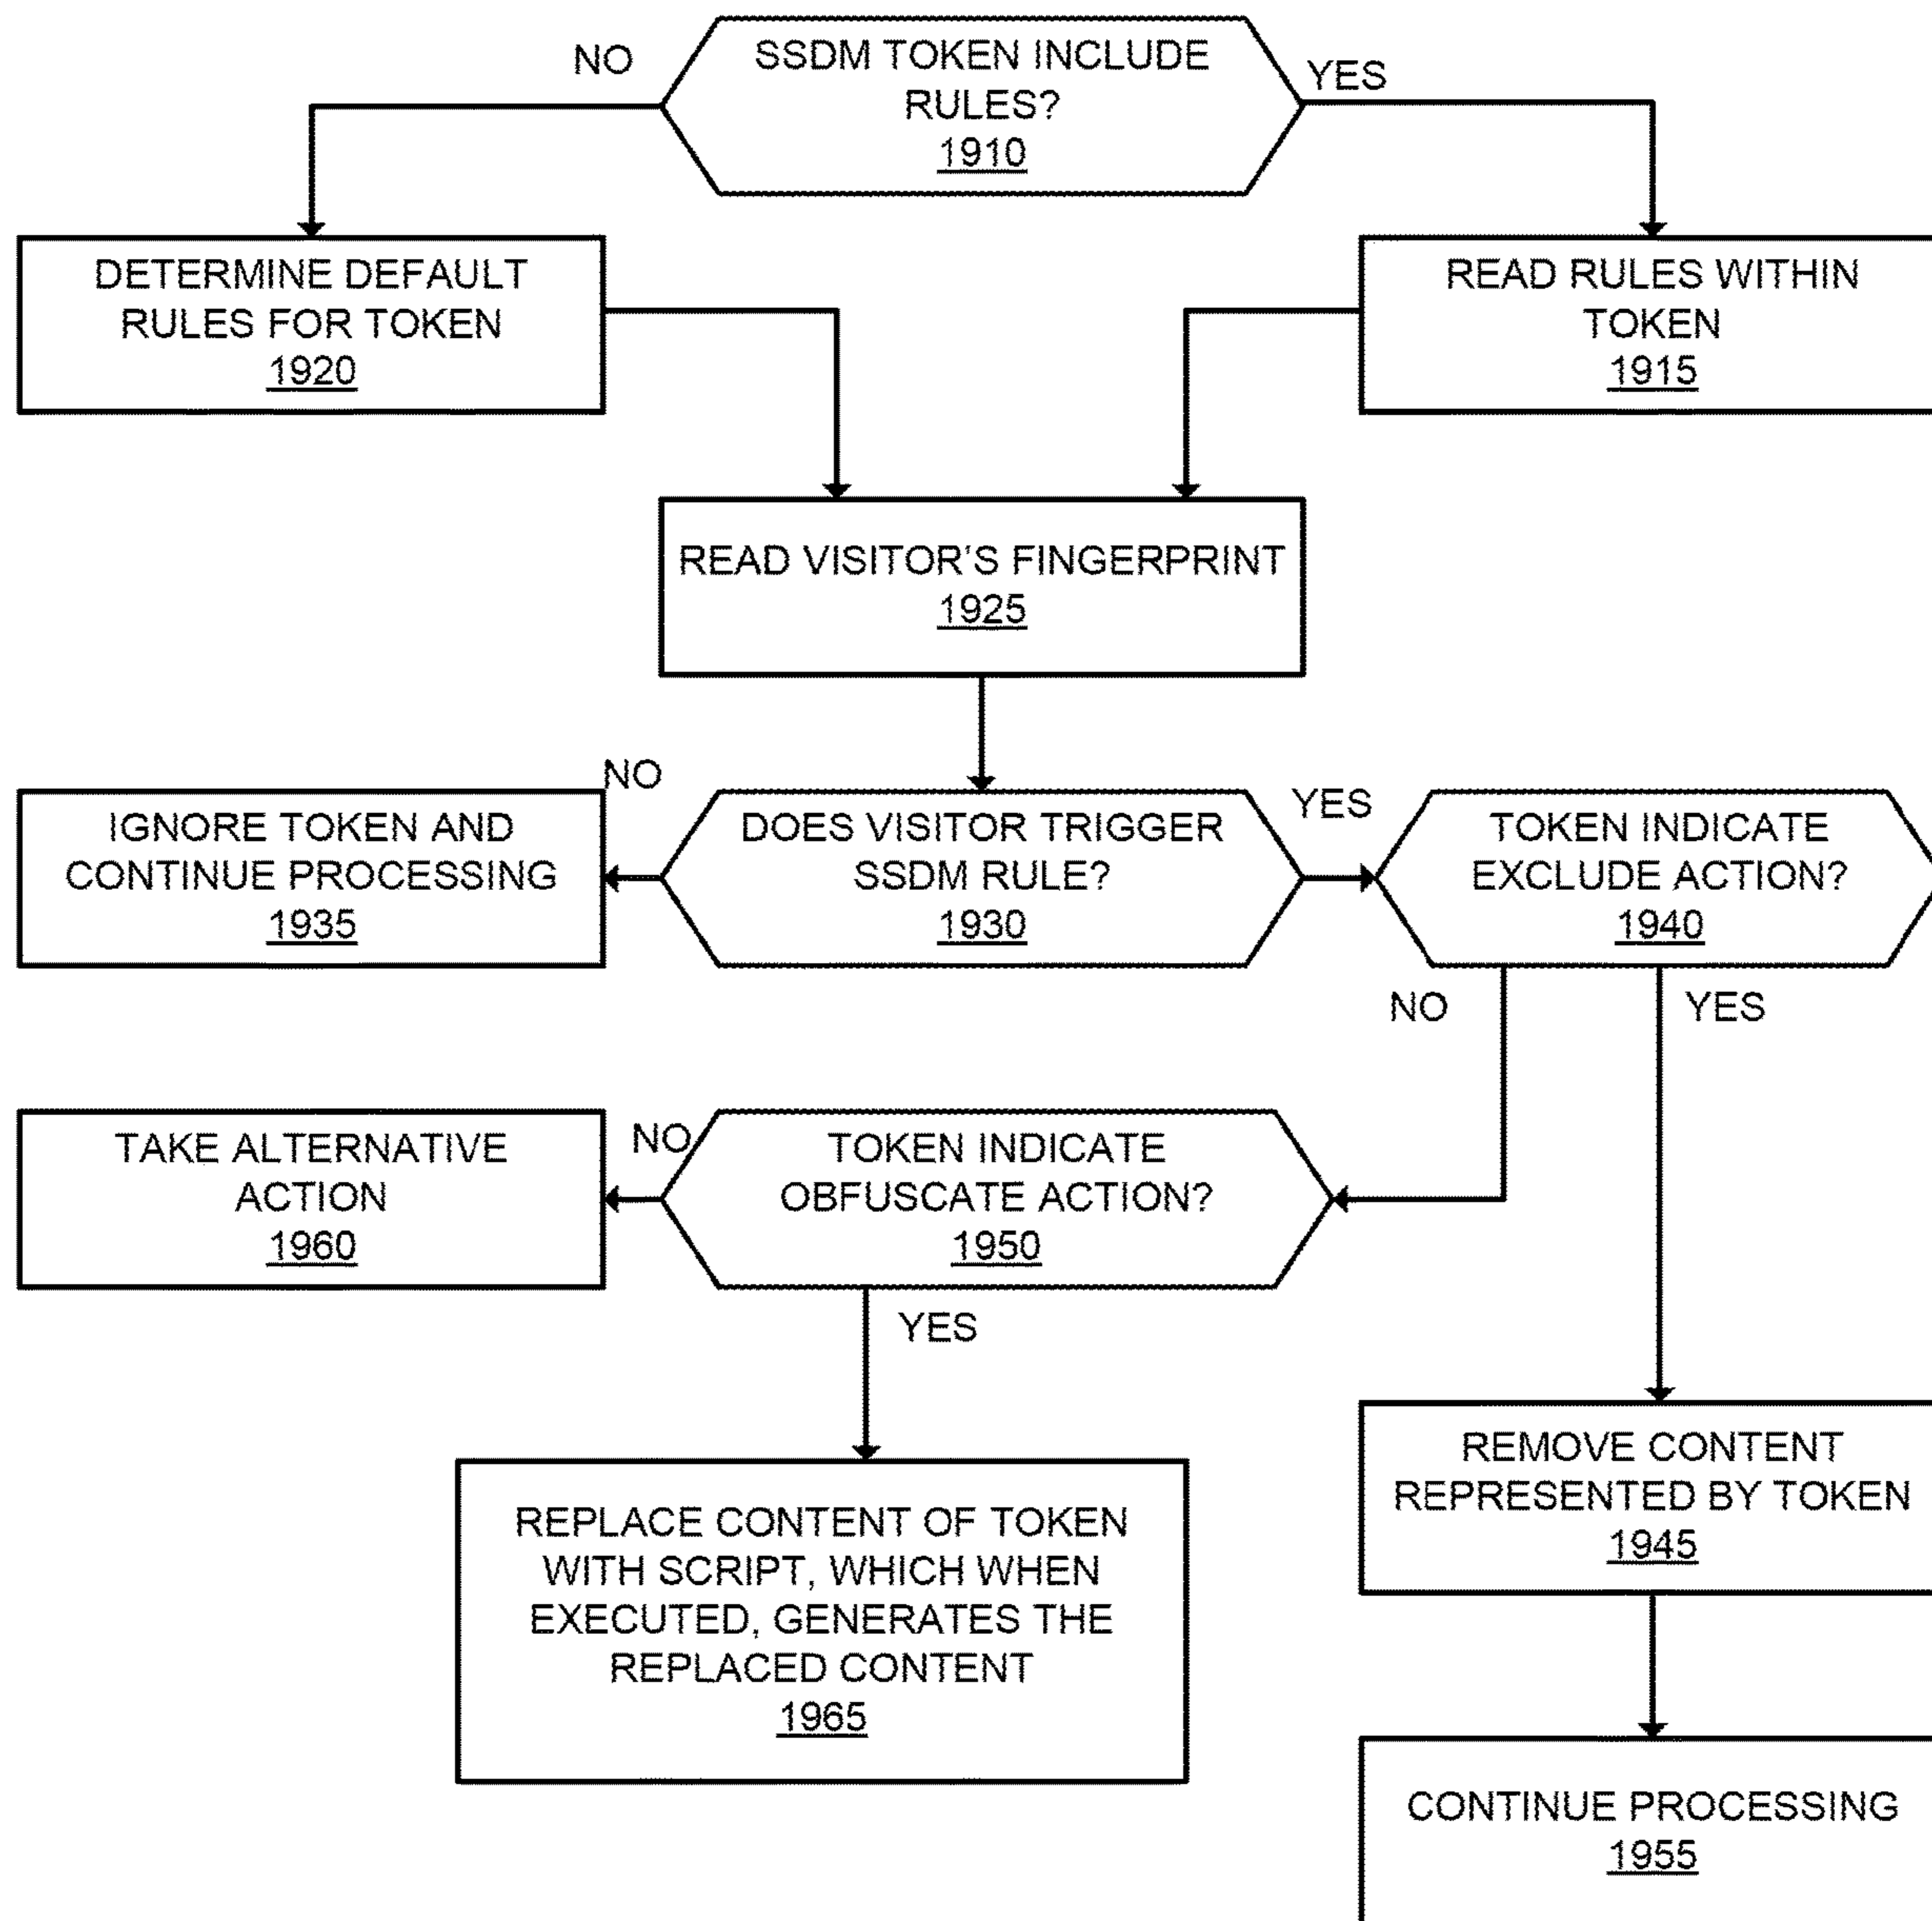 NO
SSDM TOKEN INCLUDE
RULES?
1910
YES
DETERMINE DEFAULT
RULES FOR TOKEN
1920
READ RULES WITHIN
TOKEN
1915
READ VISITOR'S FINGERPRINT
1925
IGNORE TOKEN AND
CONTINUE PROCESSING
1935
NO
DOES VISITOR TRIGGER
SSDM RULE?
1930
YES
TOKEN INDICATE
EXCLUDE ACTION?
1940
NO
YES
TAKE ALTERNATIVE
ACTION
1960
NO
TOKEN INDICATE
OBFUSCATE ACTION?
1950
YES
REPLACE CONTENT OF TOKEN
WITH SCRIPT, WHICH WHEN
EXECUTED, GENERATES THE
REPLACED CONTENT
1965
REMOVE CONTENT
REPRESENTED BY TOKEN
1945
CONTINUE PROCESSING
1955